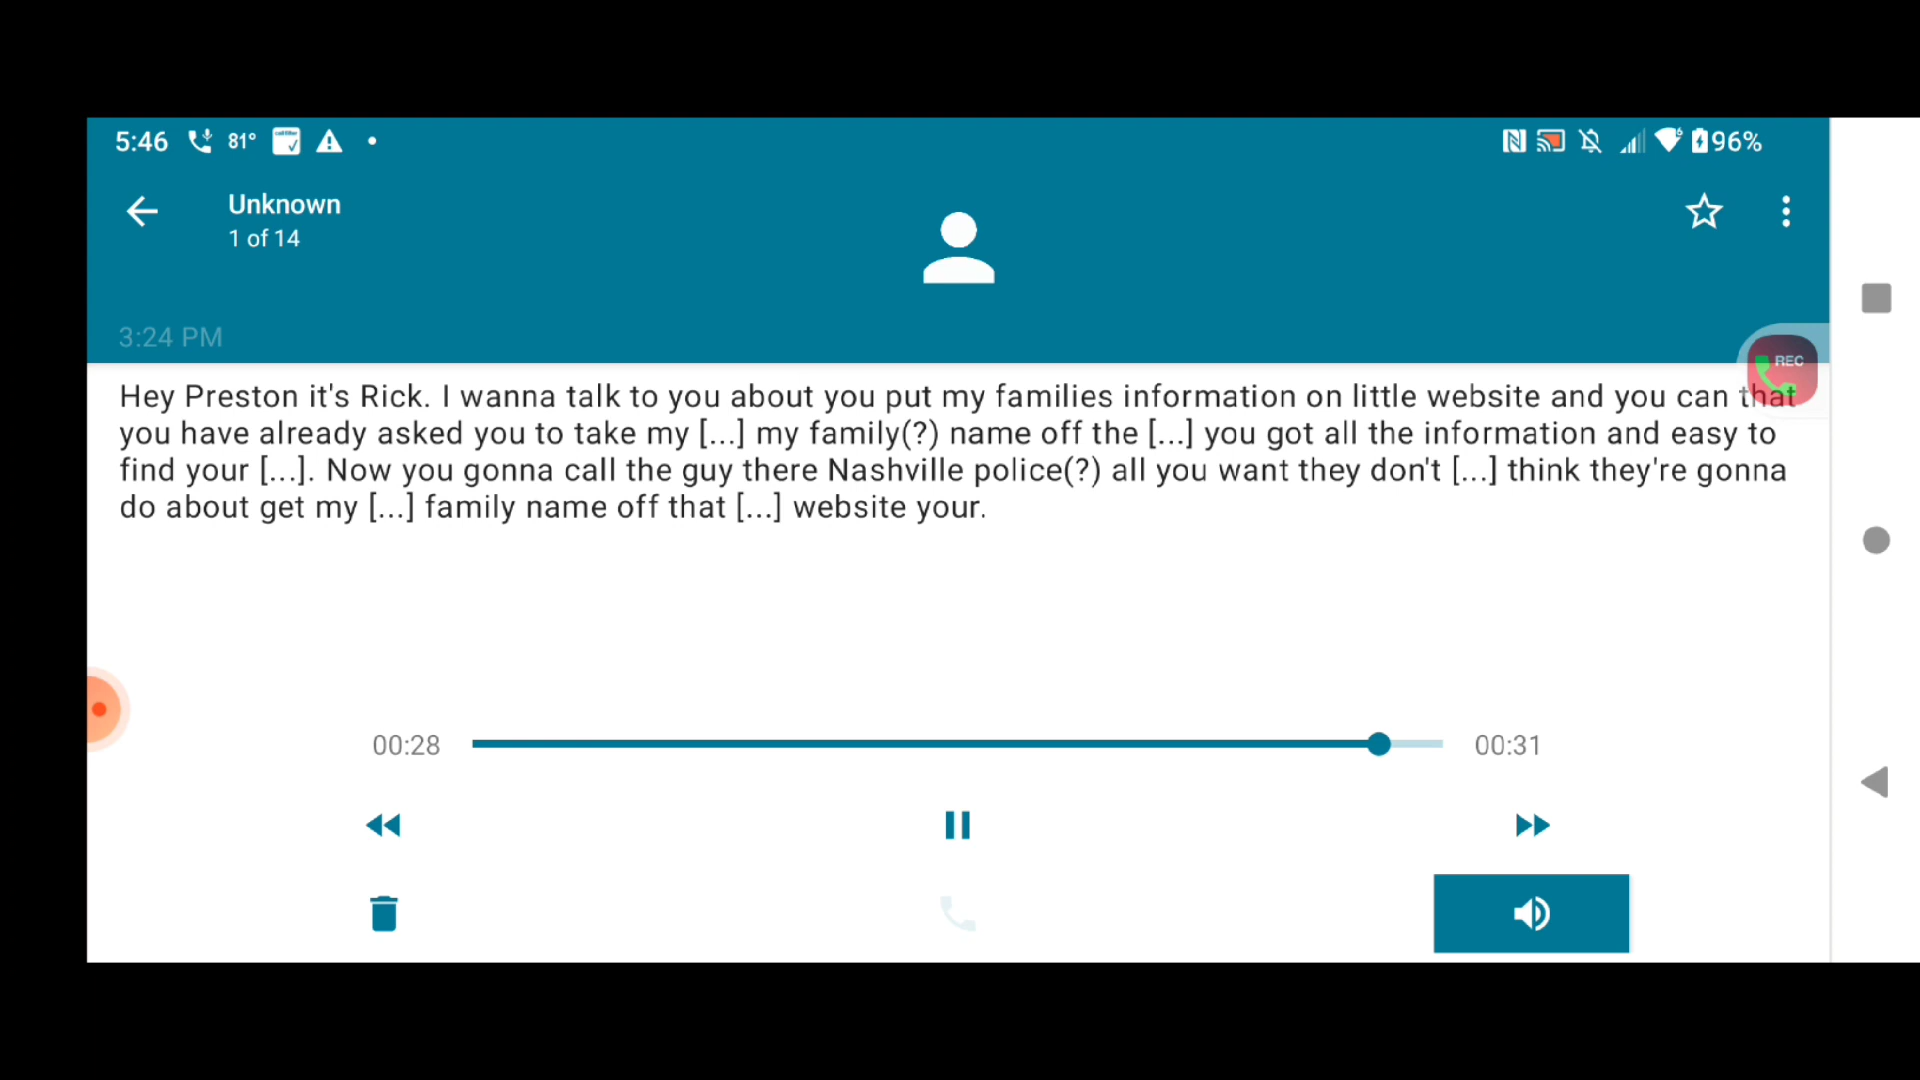 5:46 81° 96%
Unknown
1 of 14
3:24 PM
REC
Hey Preston it's Rick. I wanna talk to you about you put my families information on little website and you can that
you have already asked you to take my [...] my family(?) name off the [...] you got all the information and easy to
find your [...]. Now you gonna call the guy there Nashville police(?) all you want they don't [...] think they're gonna
do about get my [...] family name off that [...] website your.
00:28 00:31